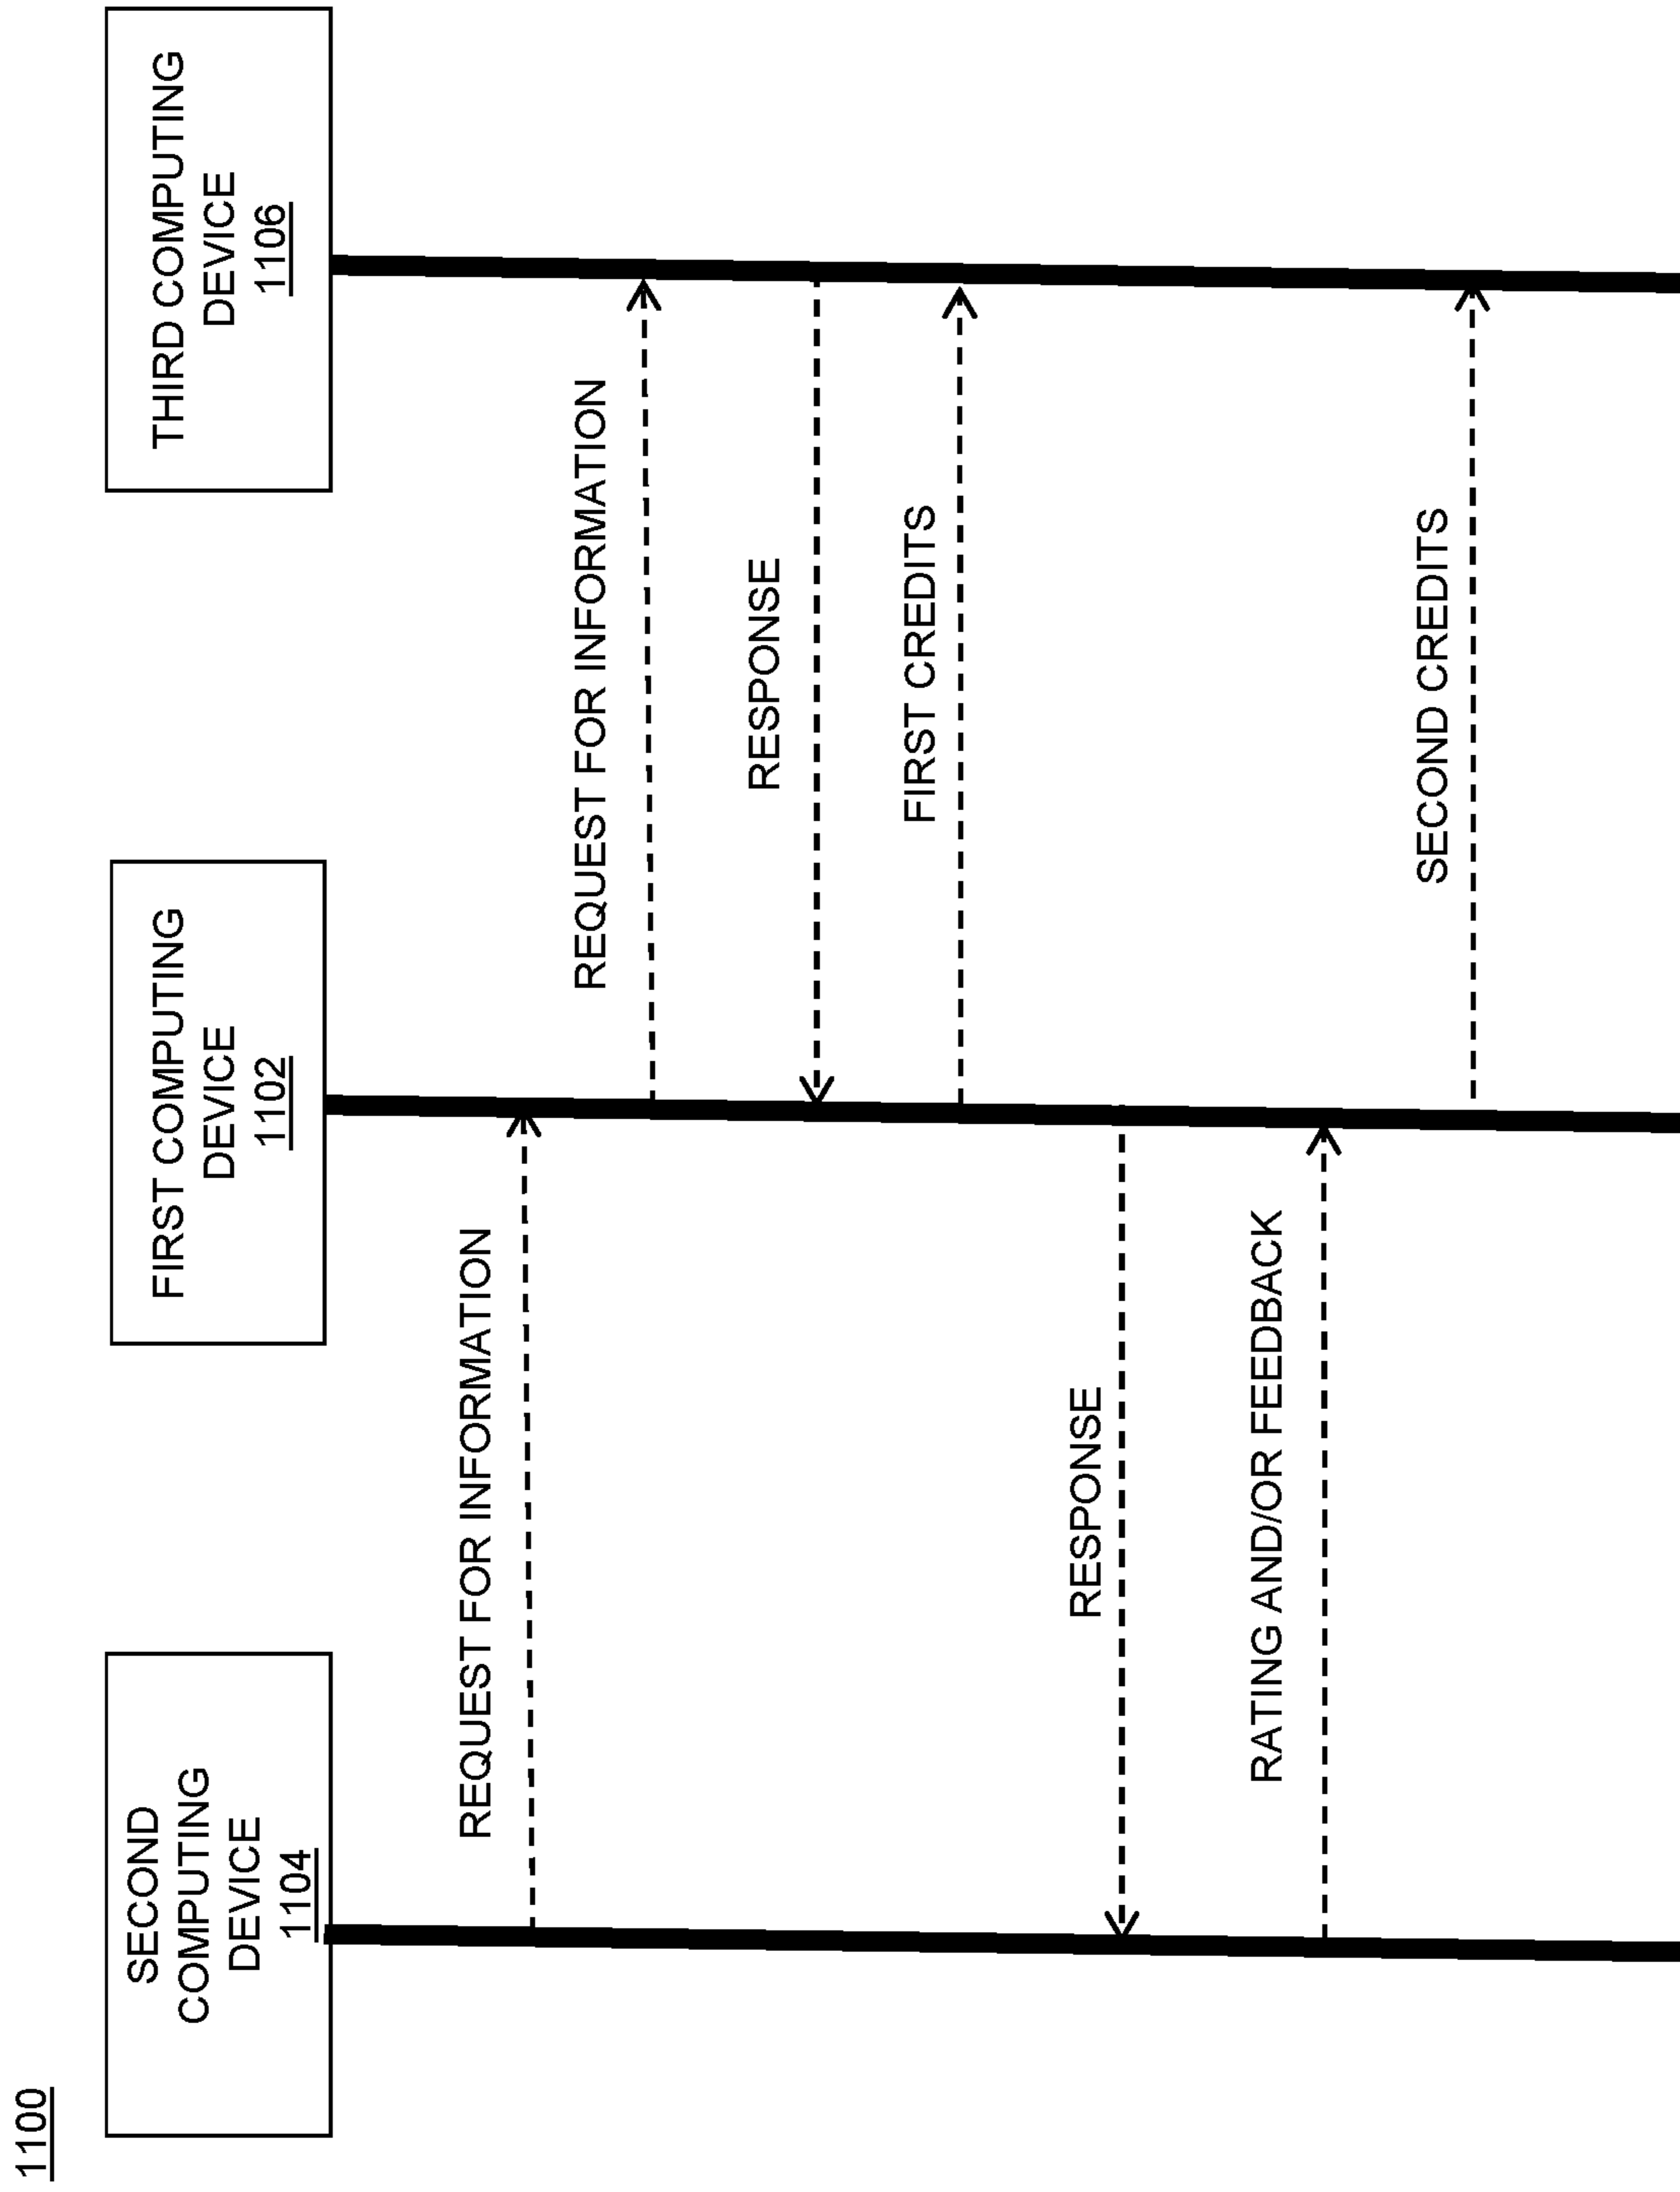 1100
SECOND
COMPUTING
DEVICE
1104
FIRST COMPUTING
DEVICE
1102
THIRD COMPUTING
DEVICE
1106
REQUEST FOR INFORMATION
REQUEST FOR INFORMATION
RESPONSE
FIRST CREDITS
RESPONSE
RATING AND/OR FEEDBACK
SECOND CREDITS